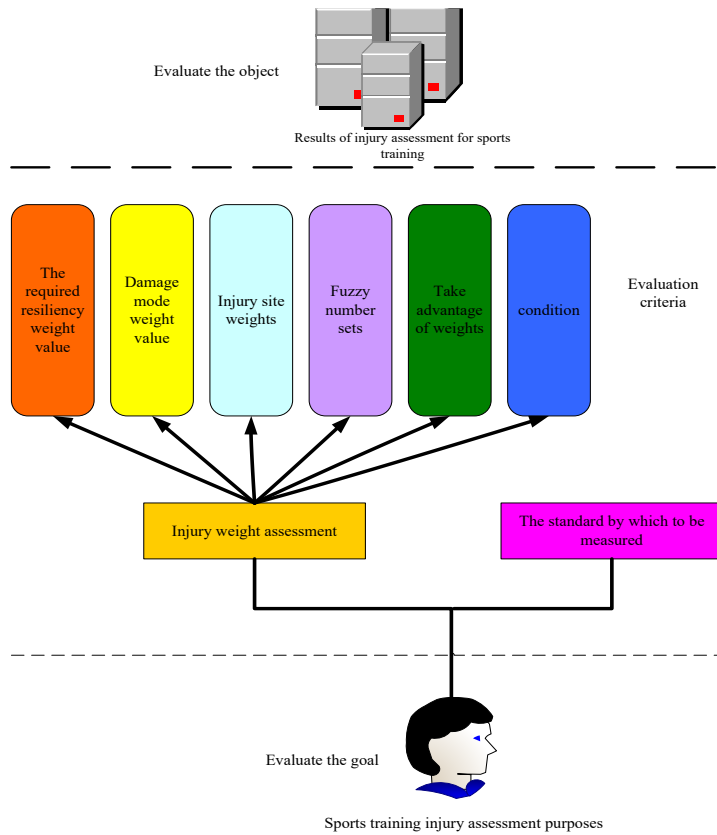 Evaluate the object
Results of injury assessment for sports
training
The
required
resiliency
weight
value
Damage
mode
weight
value
Injury site
weights
Fuzzy
number
sets
Take
advantage
of weights
condition
Evaluation
criteria
Injury weight assessment
The standard by which to be
measured
Evaluate the goal
Sports training injury assessment purposes